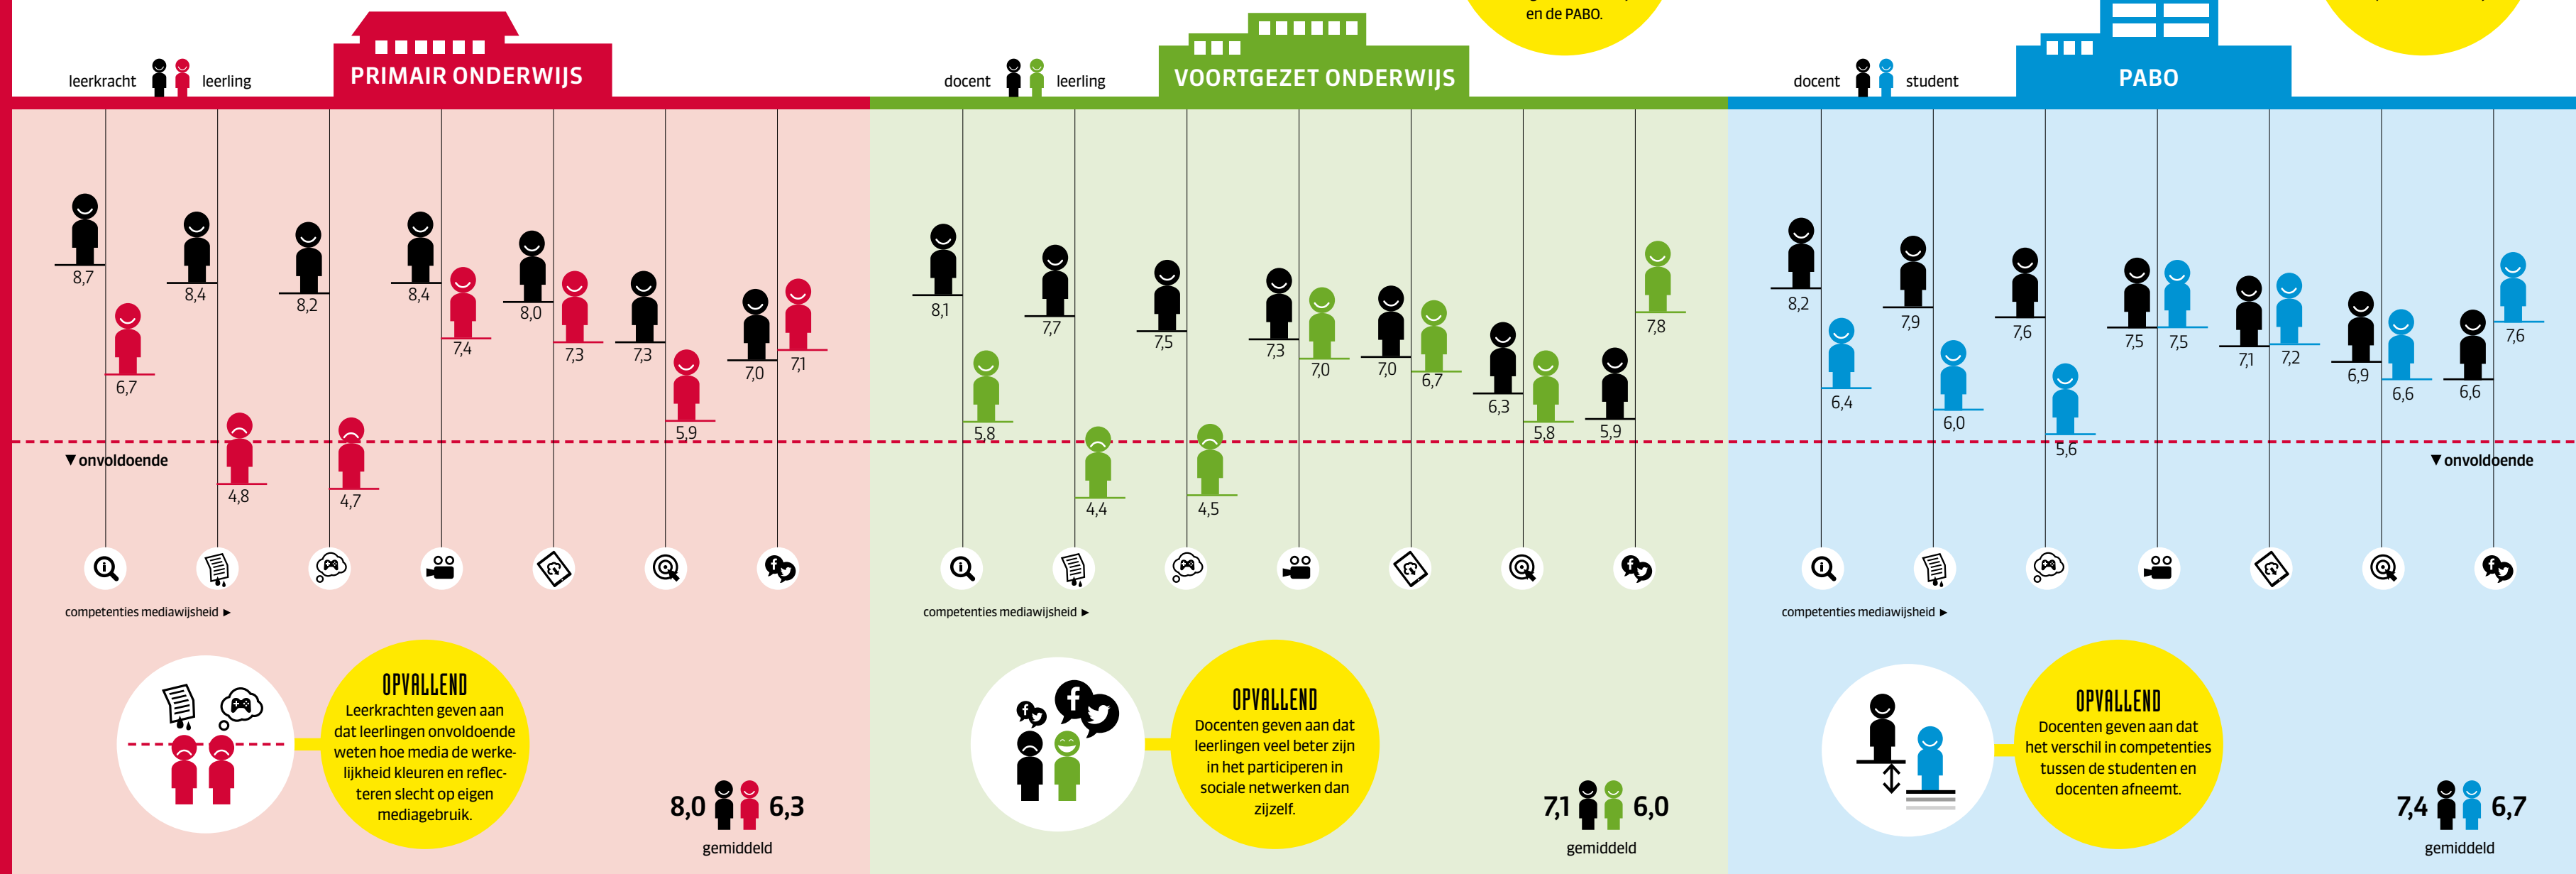 en de PABO.
leerkracht leerling
PRIMAIR ONDERWIJS
8,7
6,7
8,4
4,8
8,2
4,7
8,4
7,4
8,0
7,3
7,3
5,9
7,0
7,1
▼onvoldoende
competenties mediawijsheid ►
OPVALLEND
Leerkrachten geven aan
dat leerlingen onvoldoende
weten hoe media de werke-
lijkheid kleuren en reflec-
teren slecht op eigen
mediagebruik.
8,0 6,3
gemiddeld
docent leerling
VOORTGEZET ONDERWIJS
8,1
5,8
7,7
4,4
7,5
4,5
7,3
7,0
7,0
6,7
6,3
5,8
5,9
7,8
competenties mediawijsheid ►
OPVALLEND
Docenten geven aan dat
leerlingen veel beter zijn
in het participeren in
sociale netwerken dan
zijzelf.
7,1 6,0
gemiddeld
docent student
PABO
8,2
6,4
7,9
6,0
7,6
5,6
7,5
7,5
7,1
7,2
6,9
6,6
6,6
7,6
▼onvoldoende
competenties mediawijsheid ►
OPVALLEND
Docenten geven aan dat
het verschil in competenties
tussen de studenten en
docenten afneemt.
7,4 6,7
gemiddeld